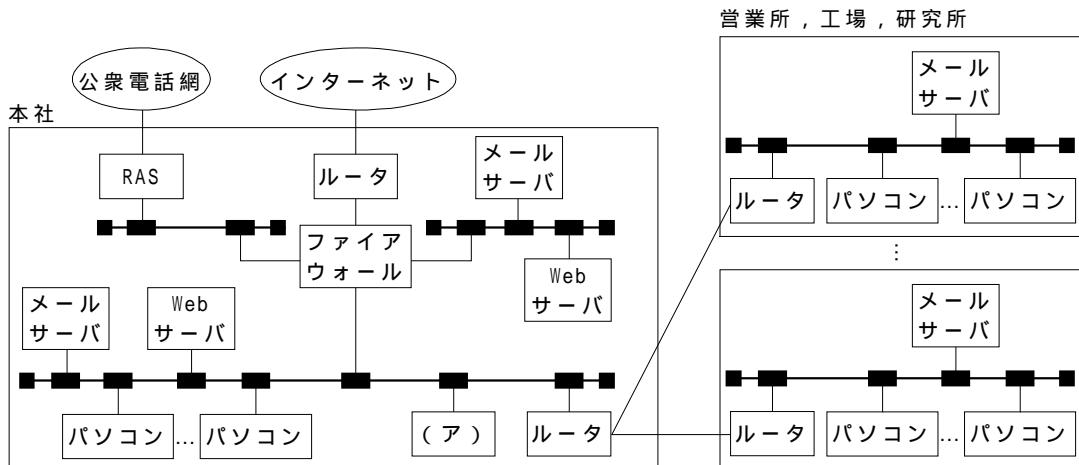 営業所，工場，研究所
公衆電話網
インターネット
本社
RAS
ルータ
メール
サーバ
ファイア
ウォール
Web
サーバ
メール
サーバ
Web
サーバ
パソコン
...
パソコン
(ア)
ルータ
メール
サーバ
ルータ
パソコン
...
パソコン
⋮
メール
サーバ
ルータ
パソコン
...
パソコン